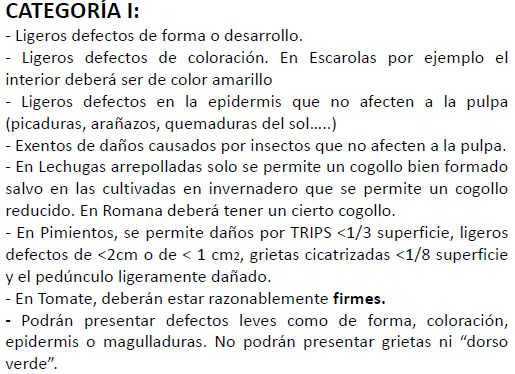 CATEGORÍA I:
- Ligeros defectos de forma o desarrollo.
- Ligeros defectos de coloración. En Escarolas por ejemplo el
interior deberá ser de color amarillo
- Ligeros defectos en la epidermis que no afecten a la pulpa
(picaduras, arañazos, quemaduras del sol…..)
- Exentos de daños causados por insectos que no afecten a la pulpa.
- En Lechugas arrepolladas solo se permite un cogollo bien formado
salvo en las cultivadas en invernadero que se permite un cogollo
reducido. En Romana deberá tener un cierto cogollo.
- En Pimientos, se permite daños por TRIPS <1/3 superficie, ligeros
defectos de <2cm o de < 1 cm2, grietas cicatrizadas <1/8 superficie
y el pedúnculo ligeramente dañado.
- En Tomate, deberán estar razonablemente firmes.
- Podrán presentar defectos leves como de forma, coloración,
epidermis o magulladuras. No podrán presentar grietas ni “dorso
verde”.